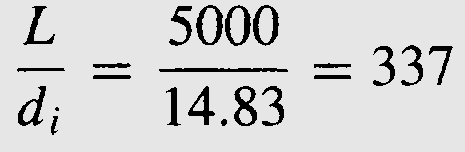 L/d_i = 5000/14.83 = 337